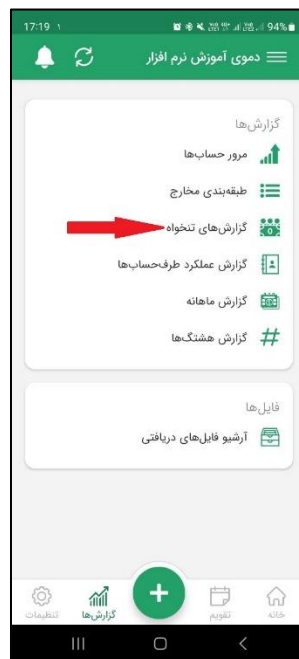 17:19
94%
دموی آموزش نرم افزار
گزارش‌ها
مرور حساب‌ها
طبقه‌بندی مخارج
گزارش‌های تنخواه
گزارش عملکرد طرف‌حساب‌ها
گزارش ماهانه
گزارش هشتگ‌ها
فایل‌ها
آرشیو فایل‌های دریافتی
خانه
تقویم
گزارش‌ها
تنظیمات